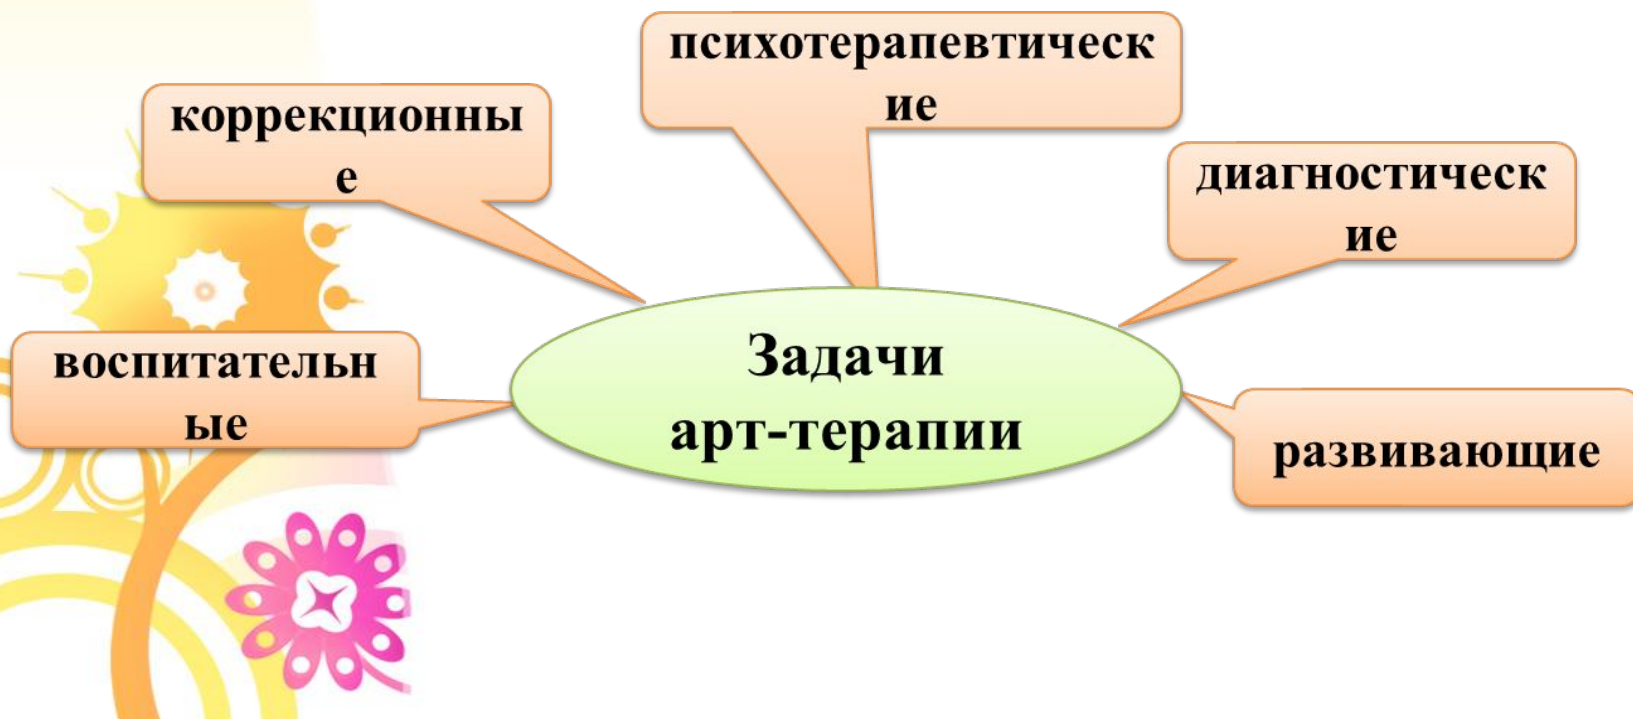 психотерапевтическ
ие
коррекционны
е
диагностическ
ие
воспитательн
ые
Задачи
арт-терапии
развивающие